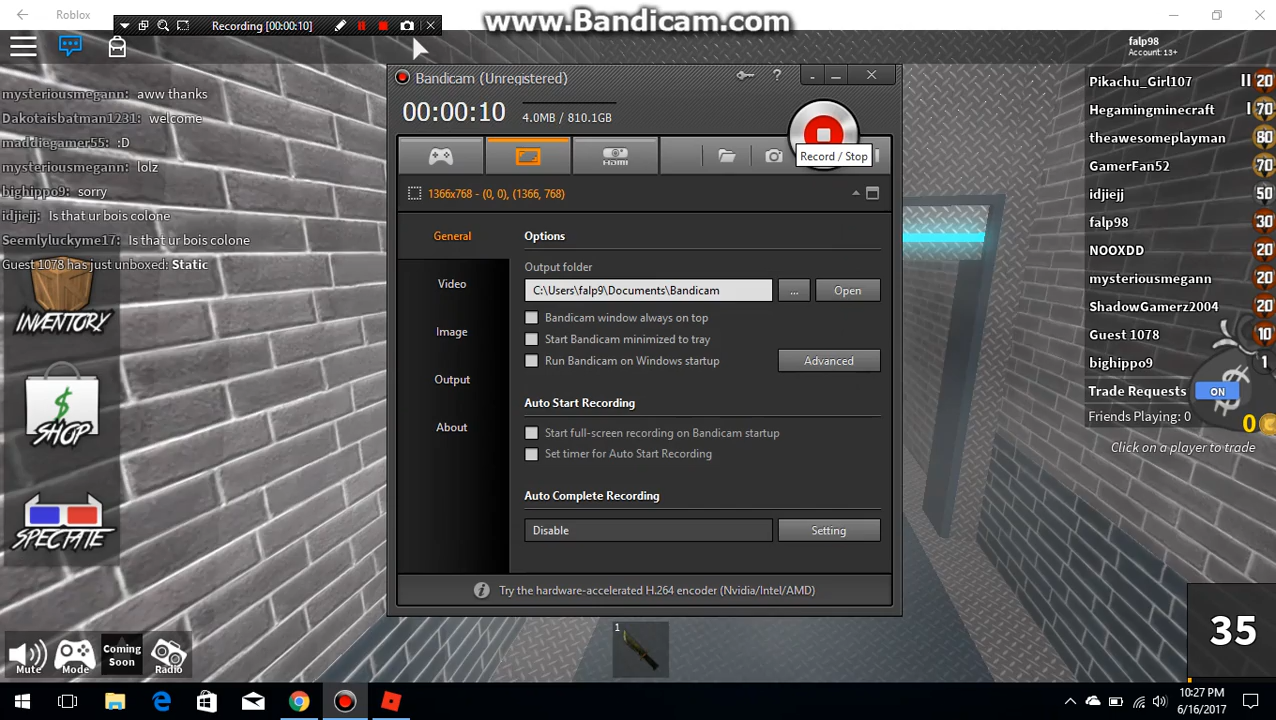 Roblox
Recording [00:00:10]
www.Bandicam.com
falp98
Account: 13+
mysteriousmegann: aww thanks
Dakotaisbatman1231: welcome
maddiegamer55: :D
mysteriousmegann: lolz
bighippo9: sorry
idjiejj: Is that ur bois colone
Seemlyluckyme17: Is that ur bois colone
Guest 1078 has just unboxed: Static
INVENTORY
SHOP
SPECTATE
Mute
Mode
Coming
Soon
Radio
Bandicam (Unregistered)
00:00:10
4.0MB / 810.1GB
HDMI
Record / Stop
1366x768 - (0, 0), (1366, 768)
General
Video
Image
Output
About
Options
Output folder
C:\Users\falp9\Documents\Bandicam
...
Open
Bandicam window always on top
Start Bandicam minimized to tray
Run Bandicam on Windows startup
Advanced
Auto Start Recording
Start full-screen recording on Bandicam startup
Set timer for Auto Start Recording
Auto Complete Recording
Disable
Setting
Try the hardware-accelerated H.264 encoder (Nvidia/Intel/AMD)
1
Pikachu_Girl107 II 20
Hegamingminecraft I 70
theawesomeplayman 80
GamerFan52 70
idjiejj 50
falp98 30
NOOXDD 20
mysteriousmegann 20
ShadowGamerz2004 20
Guest 1078 10
bighippo9 1
Trade Requests ON
Friends Playing: 0
0
Click on a player to trade
35
10:27 PM
6/16/2017